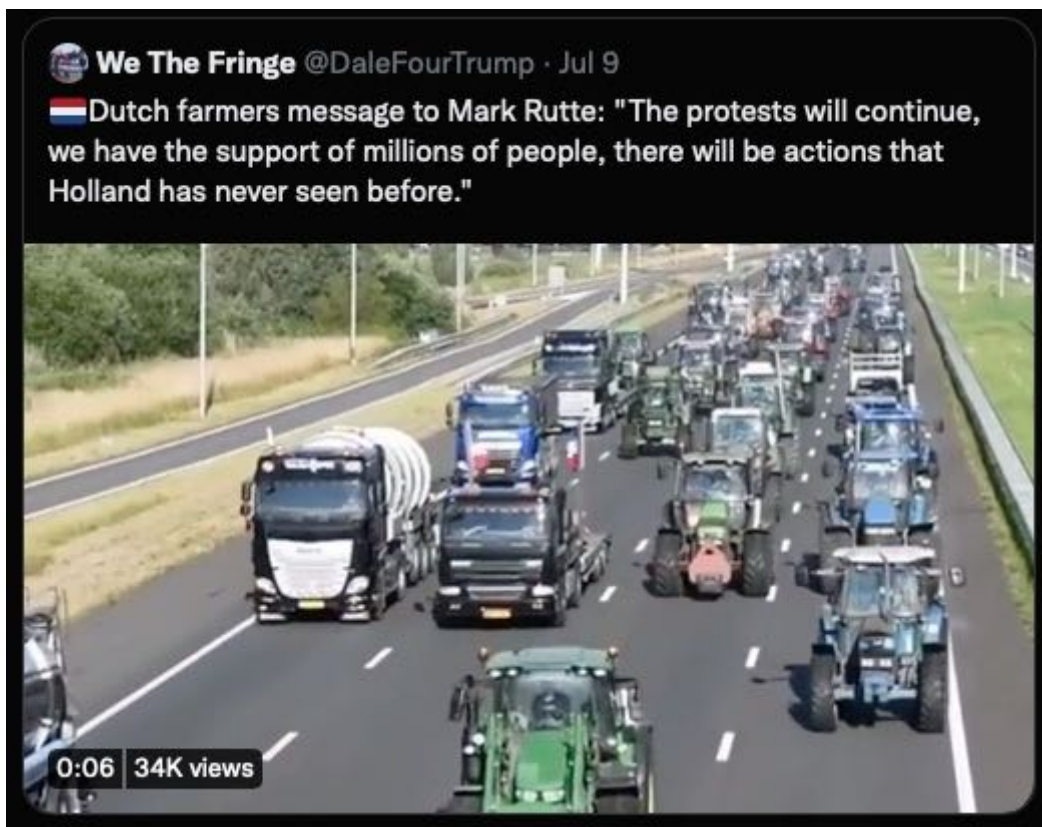 We The Fringe @DaleFourTrump · Jul 9
🇳🇱Dutch farmers message to Mark Rutte: "The protests will continue,
we have the support of millions of people, there will be actions that
Holland has never seen before."
0:06 34K views